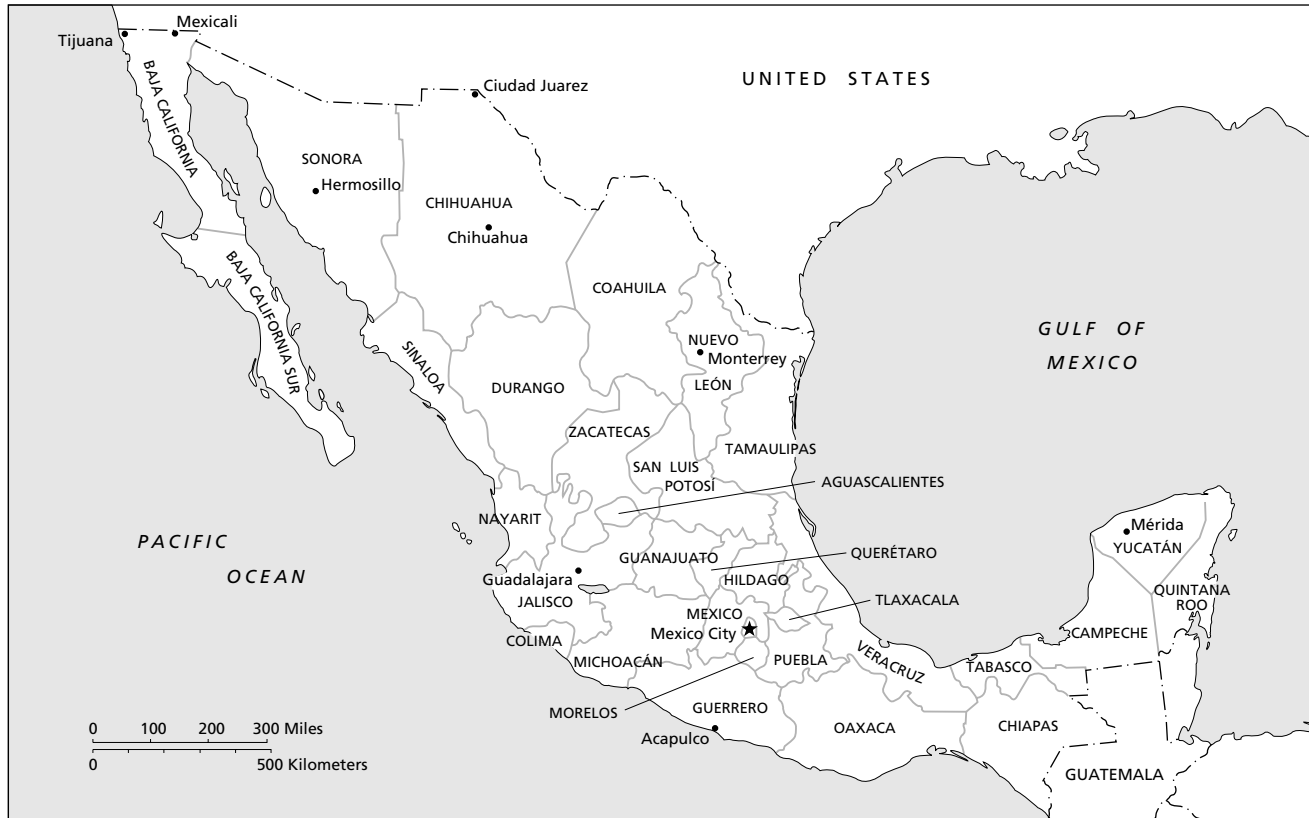 Mexicali
Tijuana
BAJA CALIFORNIA
UNITED STATES
Ciudad Juarez
SONORA
Hermosillo
CHIHUAHUA
Chihuahua
BAJA CALIFORNIA SUR
COAHUILA
GULF OF
MEXICO
NUEVO
Monterrey
LEÓN
SINALOA
DURANGO
ZACATECAS
TAMAULIPAS
SAN LUIS
POTOSÍ
AGUASCALIENTES
NAYARIT
PACIFIC
OCEAN
Mérida
YUCATÁN
GUANAJUATO
QUERÉTARO
Guadalajara
JALISCO
HILDAGO
QUINTANA
ROO
TLAXACALA
MEXICO
Mexico City
COLIMA
CAMPECHE
MICHOACÁN
PUEBLA
VERACRUZ
TABASCO
MORELOS
GUERRERO
OAXACA
CHIAPAS
Acapulco
GUATEMALA
0 100 200 300 Miles
0 500 Kilometers